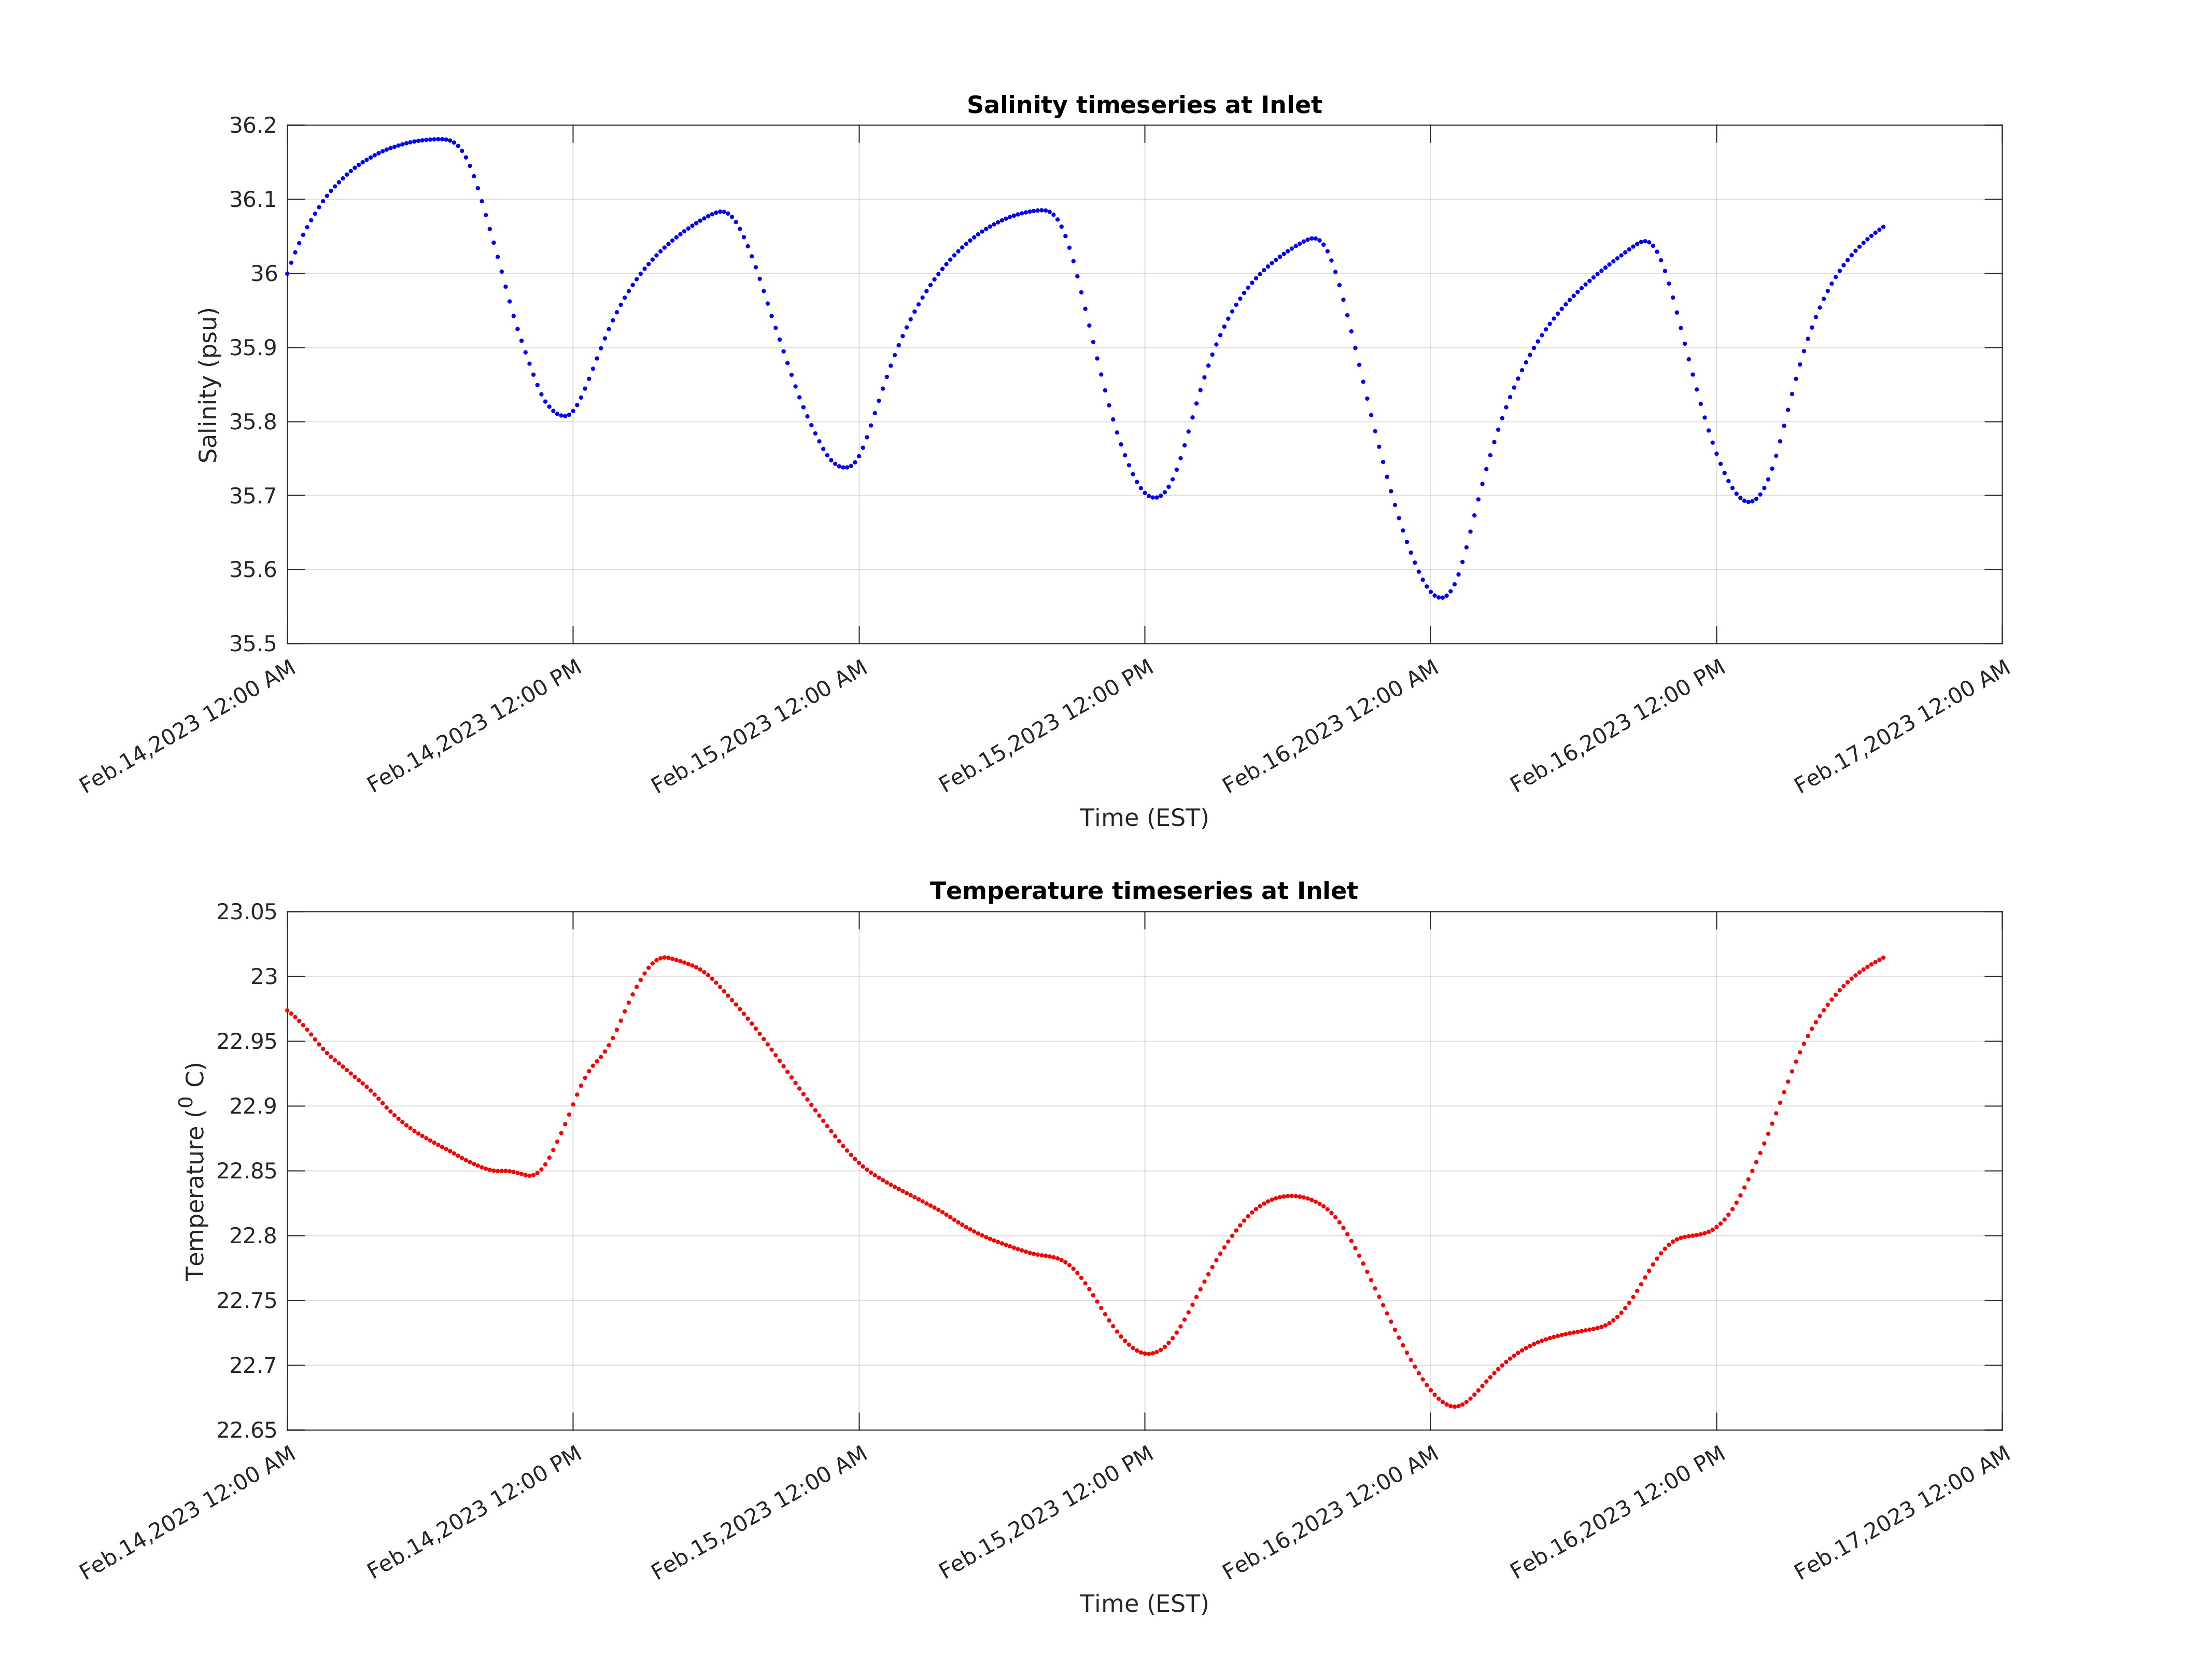 Salinity timeseries at Inlet
Salinity (psu)
36.2
36.1
36
35.9
35.8
35.7
35.6
35.5
Feb.14,2023 12:00 AM
Feb.14,2023 12:00 PM
Feb.15,2023 12:00 AM
Feb.15,2023 12:00 PM
Feb.16,2023 12:00 AM
Feb.16,2023 12:00 PM
Feb.17,2023 12:00 AM
Time (EST)
Temperature timeseries at Inlet
Temperature (⁰ C)
23.05
23
22.95
22.9
22.85
22.8
22.75
22.7
22.65
Feb.14,2023 12:00 AM
Feb.14,2023 12:00 PM
Feb.15,2023 12:00 AM
Feb.15,2023 12:00 PM
Feb.16,2023 12:00 AM
Feb.16,2023 12:00 PM
Feb.17,2023 12:00 AM
Time (EST)